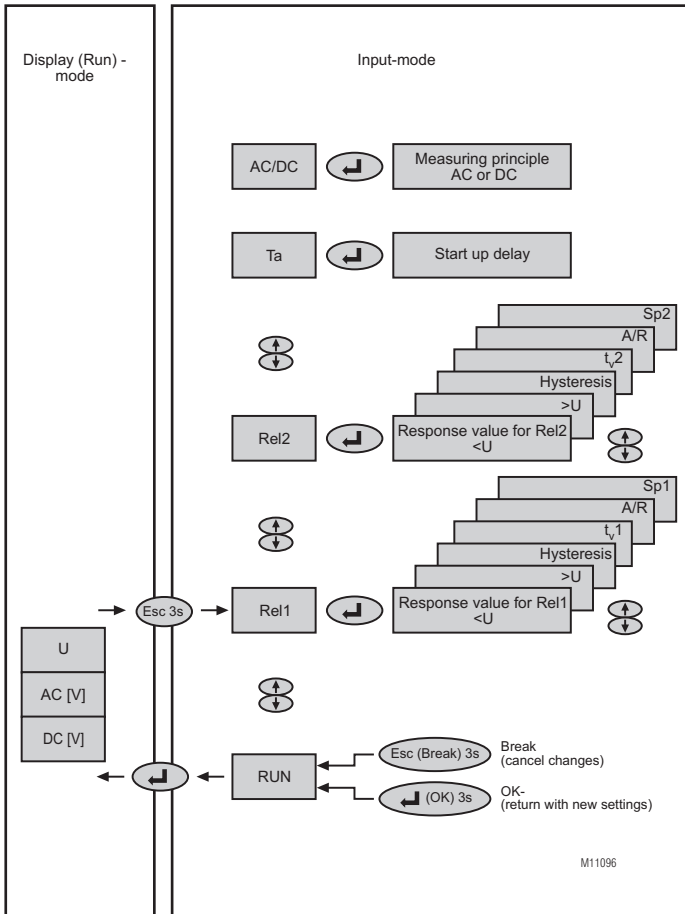 Display (Run) -
mode
Input-mode
AC/DC
Measuring principle
AC or DC
Ta
Start up delay
Sp2
A/R
tv2
Hysteresis
>U
Rel2
Response value for Rel2
<U
Sp1
A/R
tv1
Hysteresis
>U
Esc 3s
Rel1
Response value for Rel1
<U
U
AC [V]
DC [V]
RUN
Esc (Break) 3s
Break
(cancel changes)
(OK) 3s
OK-
(return with new settings)
M11096